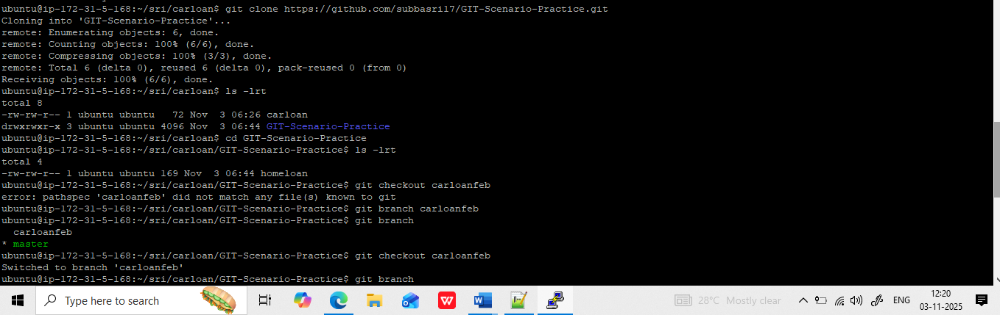 ubuntu@ip-172-31-5-168:~/sri/carloan$ git clone https://github.com/subbasri17/GIT-Scenario-Practice.git
Cloning into 'GIT-Scenario-Practice'...
remote: Enumerating objects: 6, done.
remote: Counting objects: 100% (6/6), done.
remote: Compressing objects: 100% (3/3), done.
remote: Total 6 (delta 0), reused 6 (delta 0), pack-reused 0 (from 0)
Receiving objects: 100% (6/6), done.
ubuntu@ip-172-31-5-168:~/sri/carloan$ ls -lrt
total 8
-rw-rw-r-- 1 ubuntu ubuntu   72 Nov  3 06:26 carloan
drwxrwxr-x 3 ubuntu ubuntu 4096 Nov  3 06:44 GIT-Scenario-Practice
ubuntu@ip-172-31-5-168:~/sri/carloan$ cd GIT-Scenario-Practice
ubuntu@ip-172-31-5-168:~/sri/carloan/GIT-Scenario-Practice$ ls -lrt
total 4
-rw-rw-r-- 1 ubuntu ubuntu 169 Nov  3 06:44 homeloan
ubuntu@ip-172-31-5-168:~/sri/carloan/GIT-Scenario-Practice$ git checkout carloanfeb
error: pathspec 'carloanfeb' did not match any file(s) known to git
ubuntu@ip-172-31-5-168:~/sri/carloan/GIT-Scenario-Practice$ git branch carloanfeb
ubuntu@ip-172-31-5-168:~/sri/carloan/GIT-Scenario-Practice$ git branch
  carloanfeb
* master
ubuntu@ip-172-31-5-168:~/sri/carloan/GIT-Scenario-Practice$ git checkout carloanfeb
Switched to branch 'carloanfeb'
ubuntu@ip-172-31-5-168:~/sri/carloan/GIT-Scenario-Practice$ git branch
Type here to search
28°C Mostly clear
ENG
12:20
03-11-2025